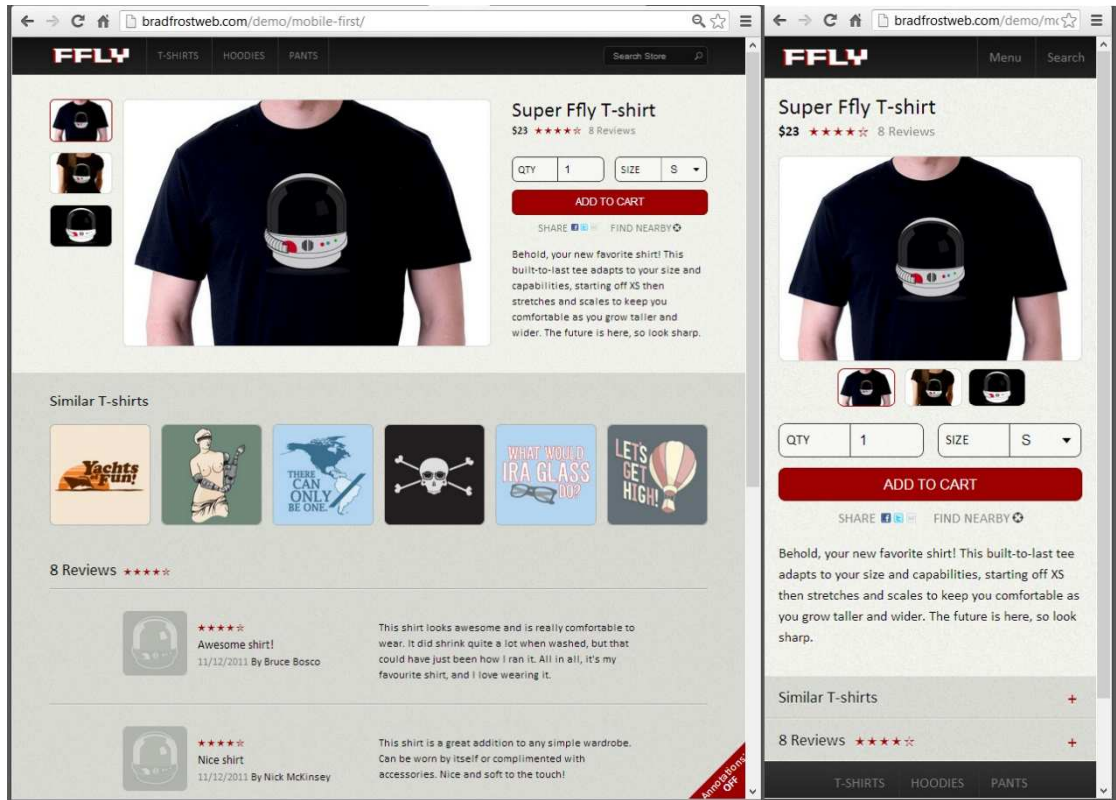 bradfrostweb.com/demo/mobile-first/
FFLY
T-SHIRTS HOODIES PANTS
Search Store
Super Ffly T-shirt
$23 ★★★★☆ 8 Reviews
QTY 1 SIZE S
ADD TO CART
SHARE FIND NEARBY
Behold, your new favorite shirt! This
built-to-last tee adapts to your size and
capabilities, starting off XS then
stretches and scales to keep you
comfortable as you grow taller and
wider. The future is here, so look sharp.
Similar T-shirts
Yachts
of Fun!
THERE
CAN
ONLY
BE ONE.
WHAT WOULD
IRA GLASS
DO?
LET'S
GET
HIGH!
8 Reviews ★★★★☆
★★★★☆
Awesome shirt!
11/12/2011 By Bruce Bosco
This shirt looks awesome and is really comfortable to
wear. It did shrink quite a lot when washed, but that
could have just been how I ran it. All in all, it's my
favourite shirt, and I love wearing it.
★★★★☆
Nice shirt
11/12/2011 By Nick McKinsey
This shirt is a great addition to any simple wardrobe.
Can be worn by itself or complimented with
accessories. Nice and soft to the touch!
Annotations:
OFF
bradfrostweb.com/demo/mo
FFLY
Menu Search
Super Ffly T-shirt
$23 ★★★★☆ 8 Reviews
QTY 1 SIZE S
ADD TO CART
SHARE FIND NEARBY
Behold, your new favorite shirt! This built-to-last tee
adapts to your size and capabilities, starting off XS
then stretches and scales to keep you comfortable as
you grow taller and wider. The future is here, so look
sharp.
Similar T-shirts +
8 Reviews ★★★★☆ +
T-SHIRTS HOODIES PANTS